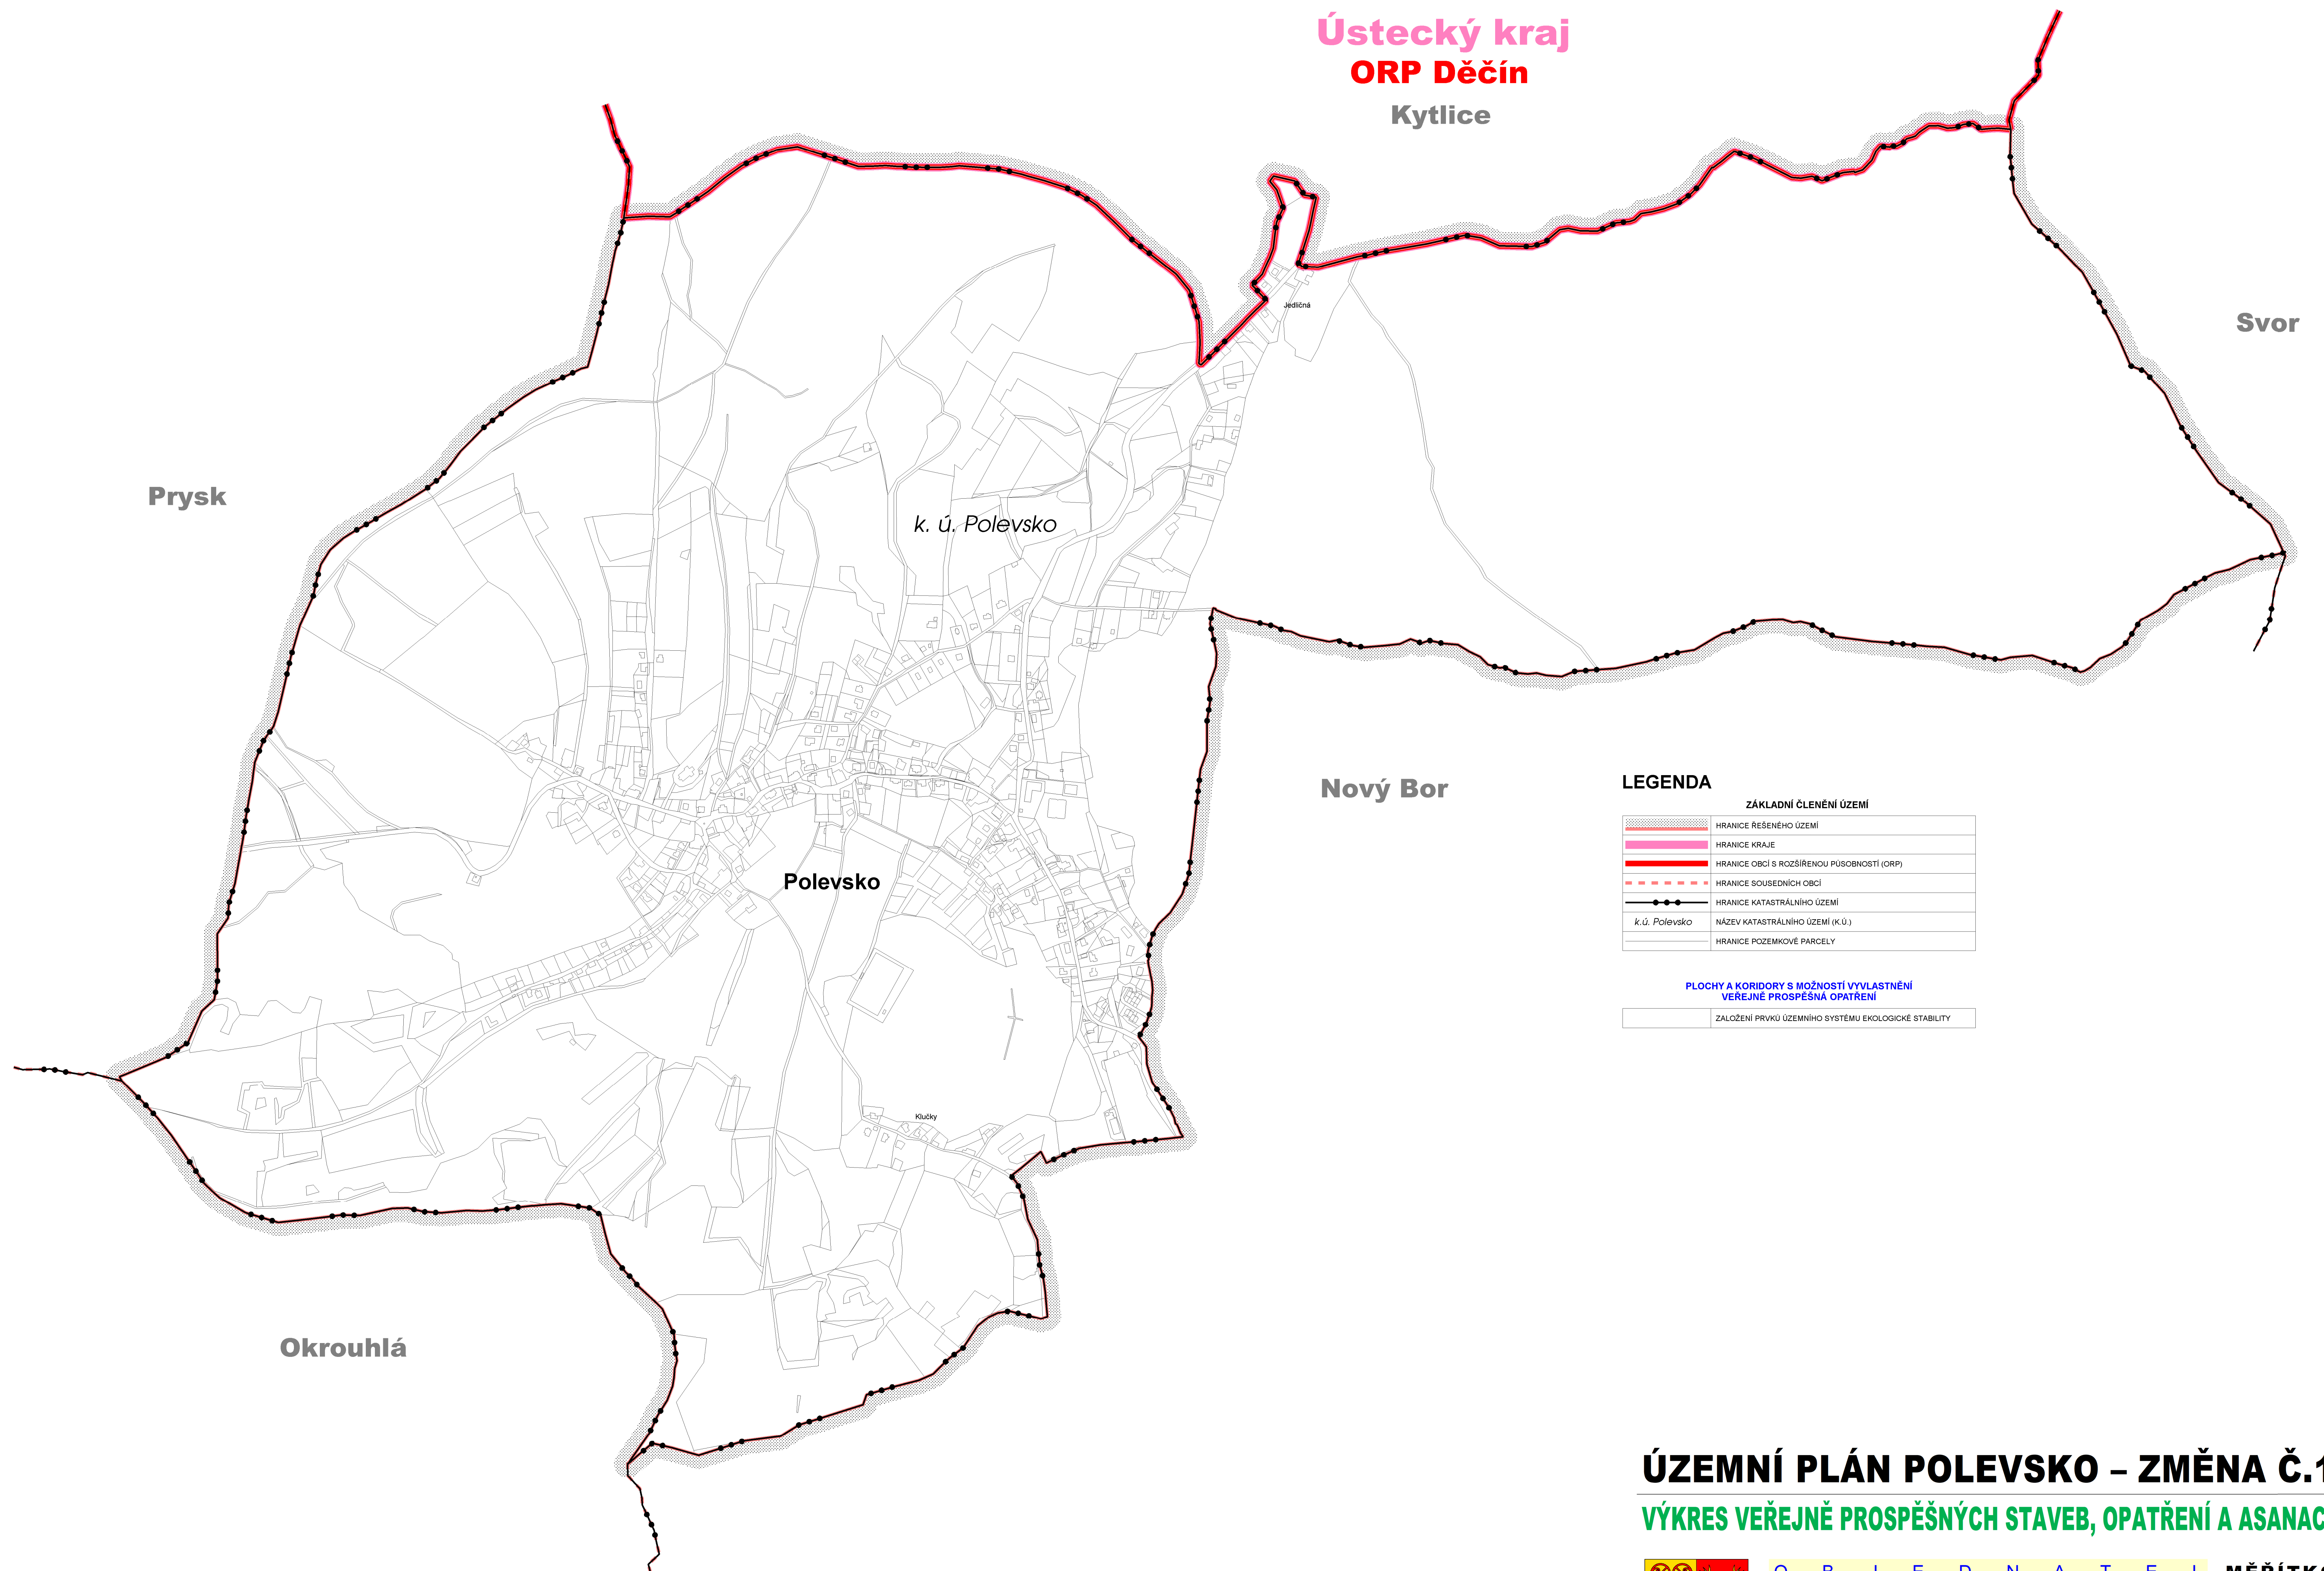 Ústecký kraj
ORP Děčín
Kytlice
Jedličná
Svor
Prysk
k. ú. Polevsko
Nový Bor
Polevsko
Klučky
Okrouhlá
LEGENDA
ZÁKLADNÍ ČLENĚNÍ ÚZEMÍ
HRANICE ŘEŠENÉHO ÚZEMÍ
HRANICE KRAJE
HRANICE OBCÍ S ROZŠÍŘENOU PŮSOBNOSTÍ (ORP)
HRANICE SOUSEDNÍCH OBCÍ
HRANICE KATASTRÁLNÍHO ÚZEMÍ
k.ú. Polevsko NÁZEV KATASTRÁLNÍHO ÚZEMÍ (K.Ú.)
HRANICE POZEMKOVÉ PARCELY
PLOCHY A KORIDORY S MOŽNOSTÍ VYVLASTNĚNÍ
VEŘEJNĚ PROSPĚŠNÁ OPATŘENÍ
ZALOŽENÍ PRVKŮ ÚZEMNÍHO SYSTÉMU EKOLOGICKÉ STABILITY
ÚZEMNÍ PLÁN POLEVSKO – ZMĚNA Č.1
VÝKRES VEŘEJNĚ PROSPĚŠNÝCH STAVEB, OPATŘENÍ A ASANAC